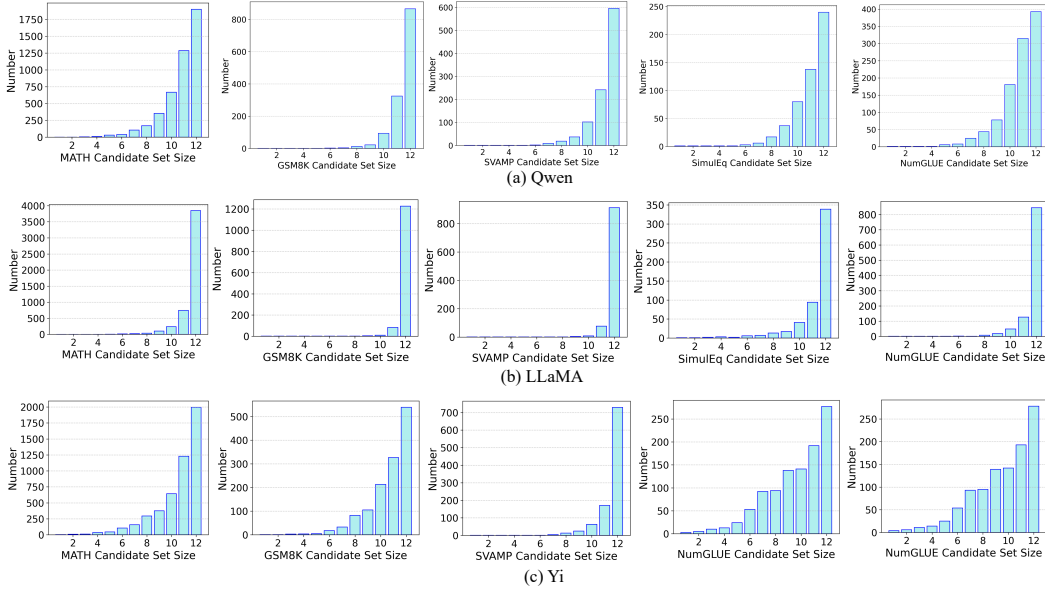 Number
1750
1500
1250
1000
750
500
250
0
2 4 6 8 10 12
MATH Candidate Set Size
Number
800
600
400
200
0
2 4 6 8 10 12
GSM8K Candidate Set Size
Number
600
500
400
300
200
100
0
2 4 6 8 10 12
SVAMP Candidate Set Size
Number
250
200
150
100
50
0
2 4 6 8 10 12
SimulEq Candidate Set Size
Number
400
350
300
250
200
150
100
50
0
2 4 6 8 10 12
NumGLUE Candidate Set Size
(a) Qwen
Number
4000
3500
3000
2500
2000
1500
1000
500
0
2 4 6 8 10 12
MATH Candidate Set Size
Number
1200
1000
800
600
400
200
0
2 4 6 8 10 12
GSM8K Candidate Set Size
Number
800
600
400
200
0
2 4 6 8 10 12
SVAMP Candidate Set Size
Number
350
300
250
200
150
100
50
0
2 4 6 8 10 12
SimulEq Candidate Set Size
Number
800
700
600
500
400
300
200
100
2 4 6 8 10 12
NumGLUE Candidate Set Size
(b) LLaMA
Number
2000
1750
1500
1250
1000
750
500
250
0
2 4 6 8 10 12
MATH Candidate Set Size
Number
500
400
300
200
100
0
2 4 6 8 10 12
GSM8K Candidate Set Size
Number
700
600
500
400
300
200
100
0
2 4 6 8 10 12
SVAMP Candidate Set Size
Number
250
200
150
100
50
0
2 4 6 8 10 12
NumGLUE Candidate Set Size
Number
250
200
150
100
50
0
2 4 6 8 10 12
NumGLUE Candidate Set Size
(c) Yi